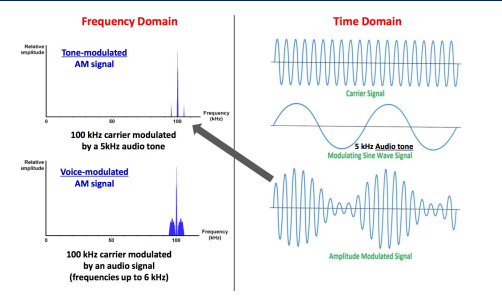 Frequency Domain
Relative
amplitude
Tone-modulated
AM signal
Frequency
(kHz)
0
50
100
100 kHz carrier modulated
by a 5kHz audio tone
Relative
amplitude
Voice-modulated
AM signal
Frequency
(kHz)
0
50
100
100 kHz carrier modulated
by an audio signal
(frequencies up to 6 kHz)
Time Domain
Carrier Signal
5 kHz Audio tone
Modulating Sine Wave Signal
Amplitude Modulated Signal